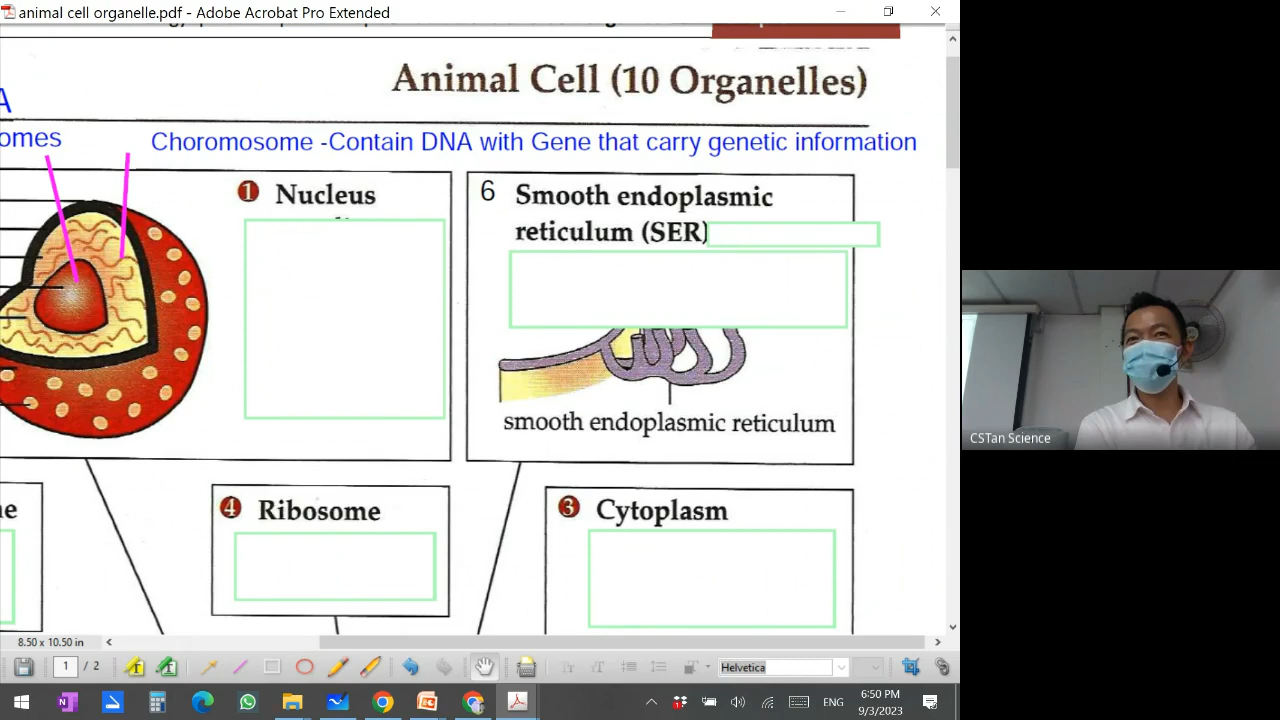 animal cell organelle.pdf - Adobe Acrobat Pro Extended
Animal Cell (10 Organelles)
A
omes
Choromosome -Contain DNA with Gene that carry genetic information
1 Nucleus
6 Smooth endoplasmic
reticulum (SER)
smooth endoplasmic reticulum
CSTan Science
e
4 Ribosome
3 Cytoplasm
8.50 x 10.50 in
1 / 2
T T
Tr T
Helvetica
ENG
6:50 PM
9/3/2023